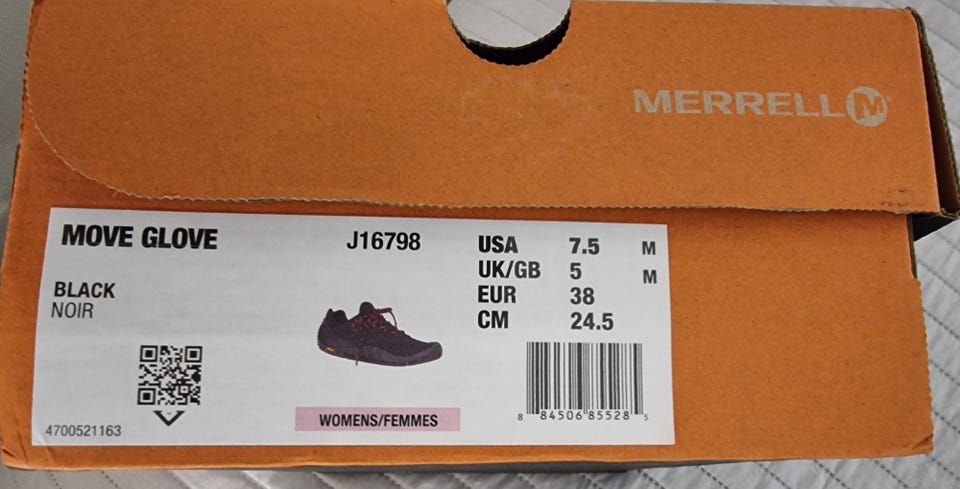 MERRELL M
MOVE GLOVE
J16798
BLACK
NOIR
USA 7.5 M
UK/GB 5 M
EUR 38
CM 24.5
WOMENS/FEMMES
4700521163
8 84506 85528 5